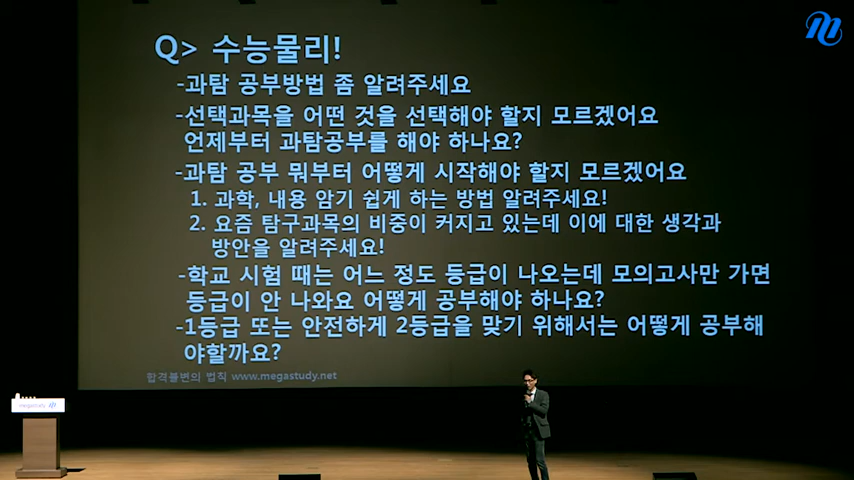 Q> 수능물리!
-과탐 공부방법 좀 알려주세요
-선택과목을 어떤 것을 선택해야 할지 모르겠어요
언제부터 과탐공부를 해야 하나요?
-과탐 공부 뭐부터 어떻게 시작해야 할지 모르겠어요
1. 과학, 내용 암기 쉽게 하는 방법 알려주세요!
2. 요즘 탐구과목의 비중이 커지고 있는데 이에 대한 생각과
방안을 알려주세요!
-학교 시험 때는 어느 정도 등급이 나오는데 모의고사만 가면
등급이 안 나와요 어떻게 공부해야 하나요?
-1등급 또는 안전하게 2등급을 맞기 위해서는 어떻게 공부해
야할까요?
합격불변의 법칙 www.megastudy.net